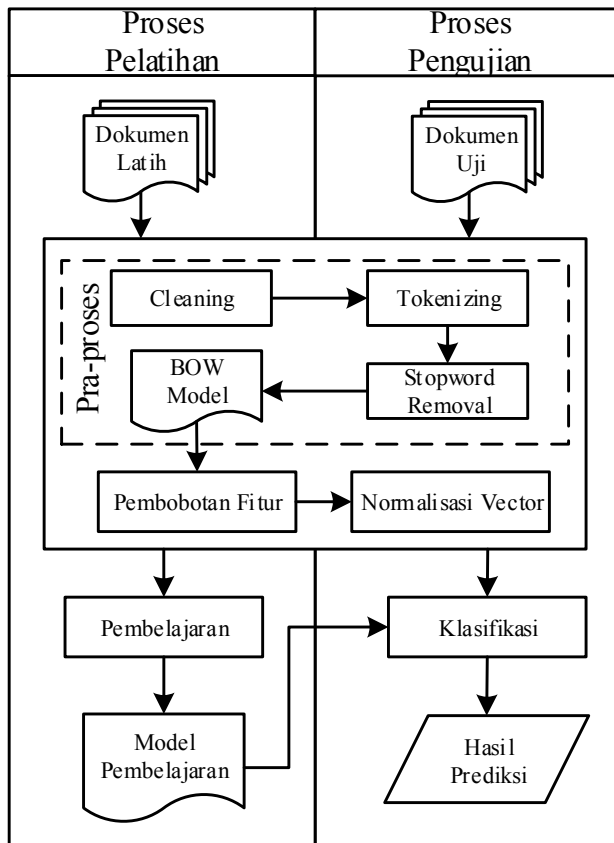 Proses
Pelatihan
Proses
Pengujian
Dokumen
Latih
Dokumen
Uji
Pra-proses
Cleaning
Tokenizing
BOW
Model
Stopword
Removal
Pembobotan Fitur
Normalisasi Vector
Pembelajaran
Klasifikasi
Model
Pembelajaran
Hasil
Prediksi